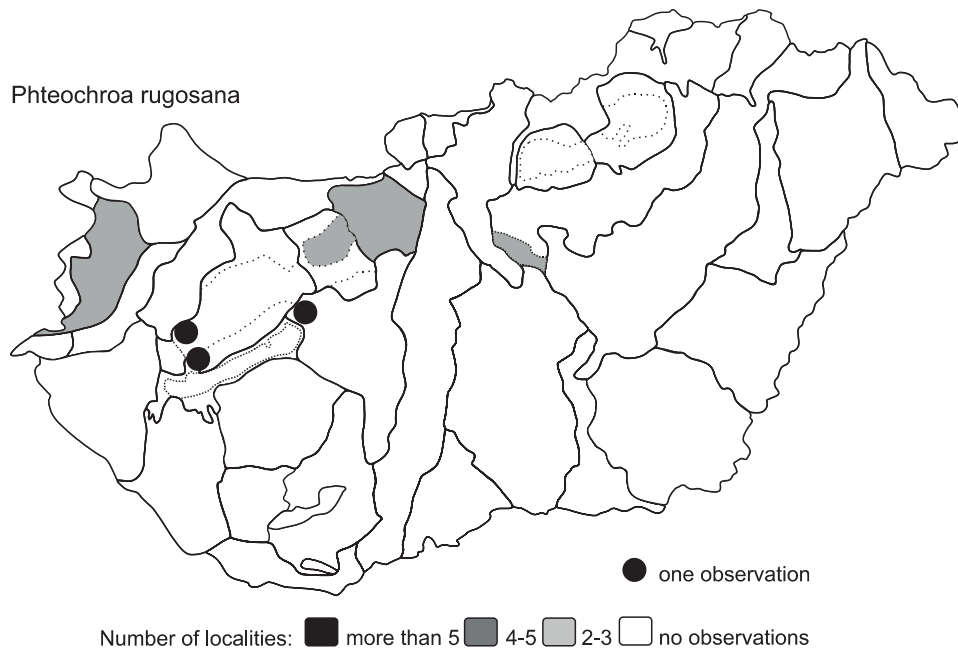 Phteochroa rugosana
one observation
Number of localities: more than 5 4-5 2-3 no observations